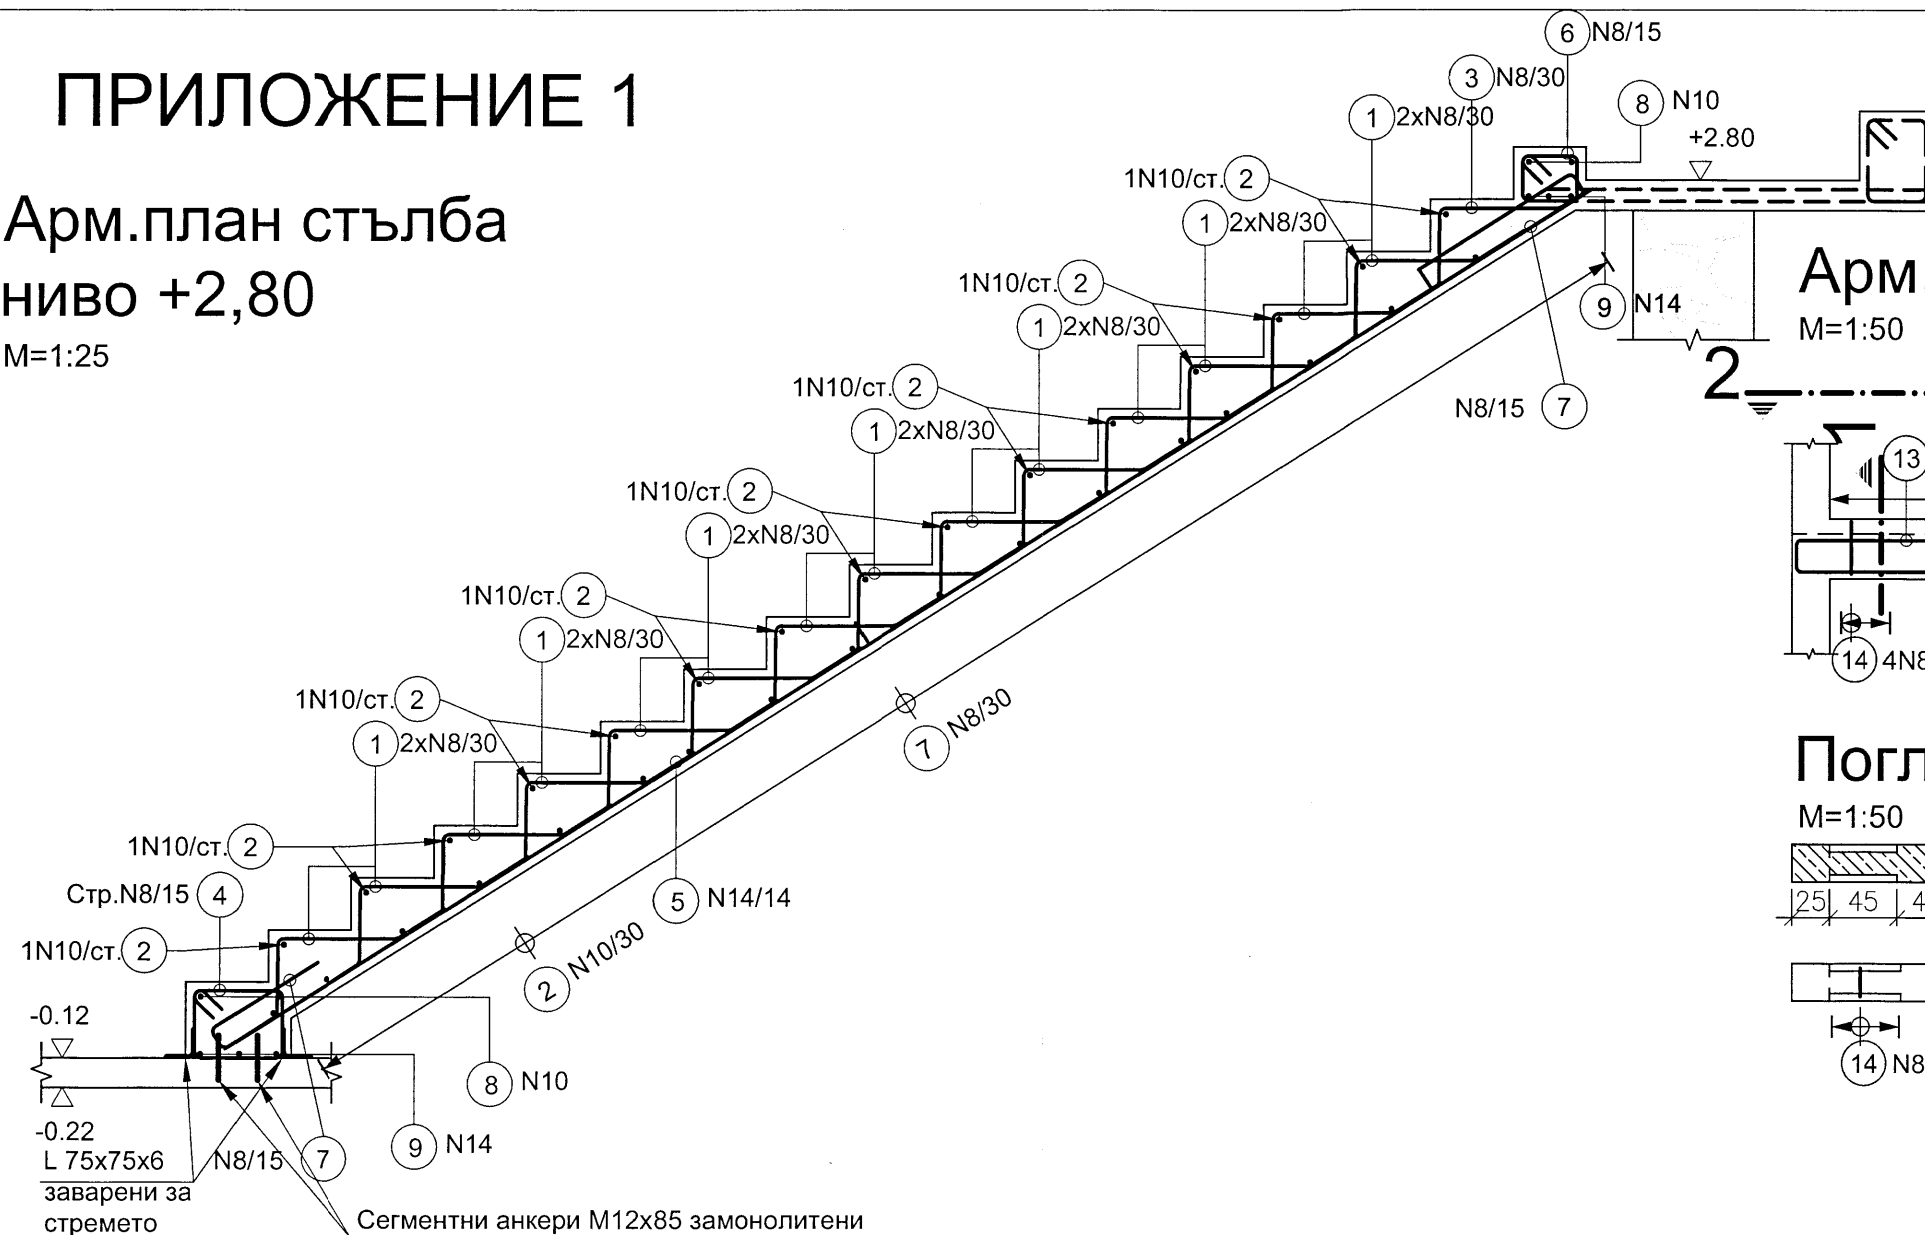 ПРИЛОЖЕНИЕ 1
Арм.план стълба
ниво +2,80
М=1:25
6 N8/15
3 N8/30
8 N10
1 2xN8/30
+2.80
1N10/ст. 2
1 2xN8/30
1N10/ст. 2
1 2xN8/30
9 N14
1N10/ст. 2
1 2xN8/30
N8/15 7
1N10/ст. 2
1 2xN8/30
1N10/ст. 2
1 2xN8/30
1N10/ст. 2
1 2xN8/30
7 N8/30
1N10/ст. 2
Стр.N8/15 4
5 N14/14
1N10/ст. 2
2 N10/30
-0.12
8 N10
-0.22
9 N14
L 75x75x6
N8/15 7
заварени за
стремето
Сегментни анкери М12х85 замонолитени
Арм.
М=1:50
2
13
14 4N8
Погл
М=1:50
25 45 4
14 N8